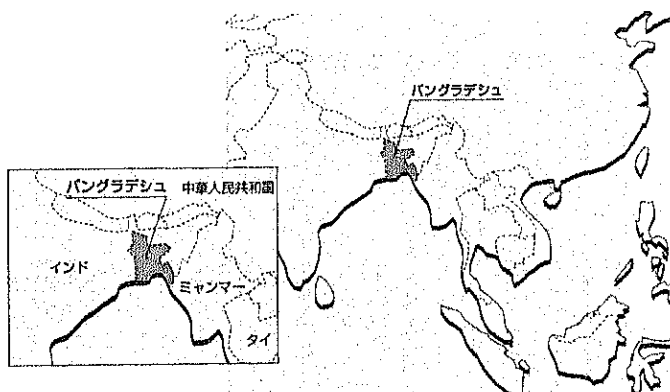 バングラデシュ
バングラデシュ 中華人民共和国
インド
ミャンマー
タイ